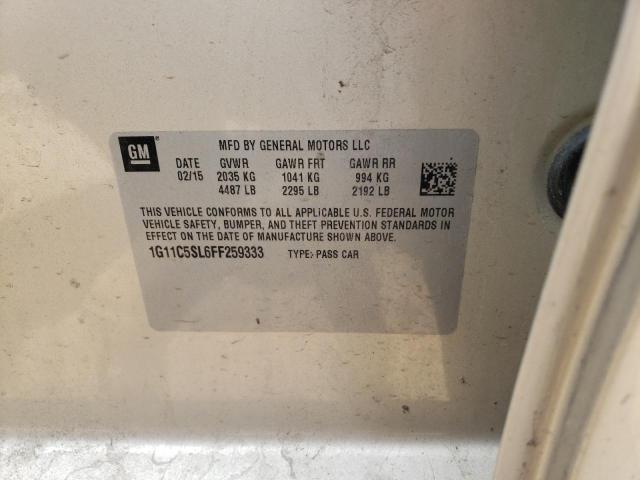 GM
MFD BY GENERAL MOTORS LLC
DATE GVWR GAWR FRT GAWR RR
02/15 2035 KG 1041 KG 994 KG
4487 LB 2295 LB 2192 LB
THIS VEHICLE CONFORMS TO ALL APPLICABLE U.S. FEDERAL MOTOR
VEHICLE SAFETY, BUMPER, AND THEFT PREVENTION STANDARDS IN
EFFECT ON THE DATE OF MANUFACTURE SHOWN ABOVE.
1G11C5SL6FF259333 TYPE: PASS CAR